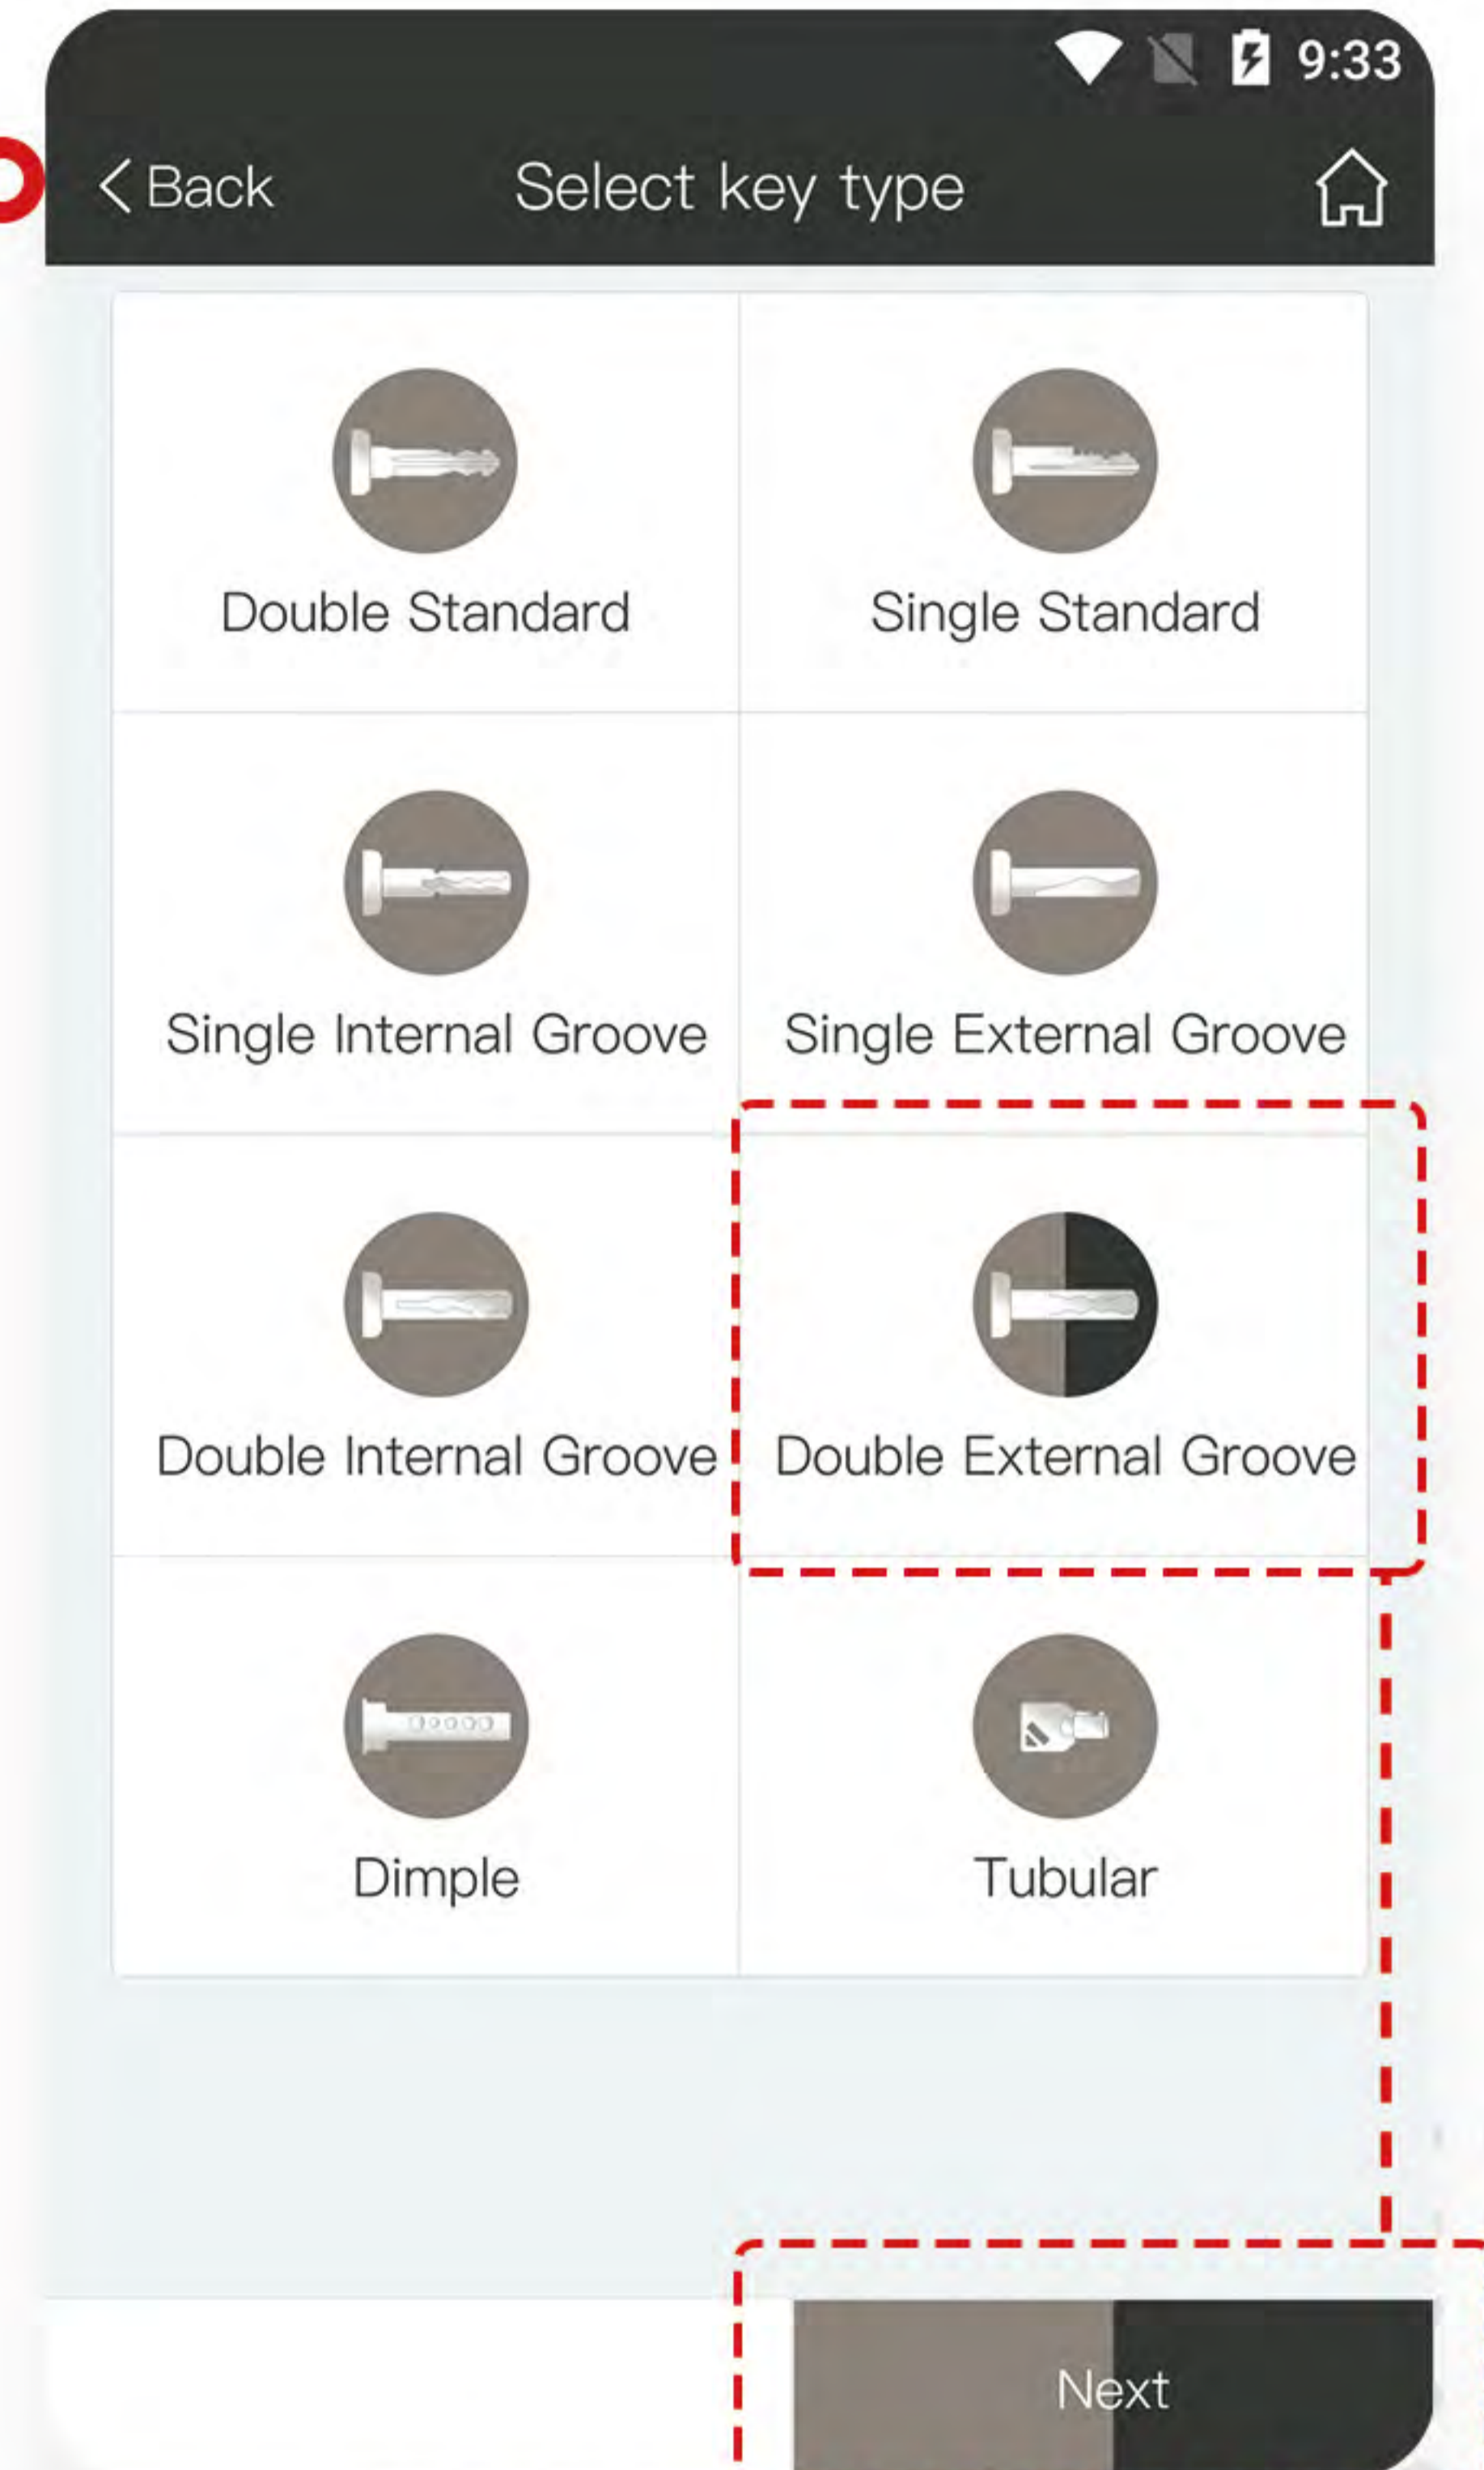 9:33
Back
Select key type
Double Standard
Single Standard
Single Internal Groove
Single External Groove
Double Internal Groove
Double External Groove
Dimple
Tubular
Next